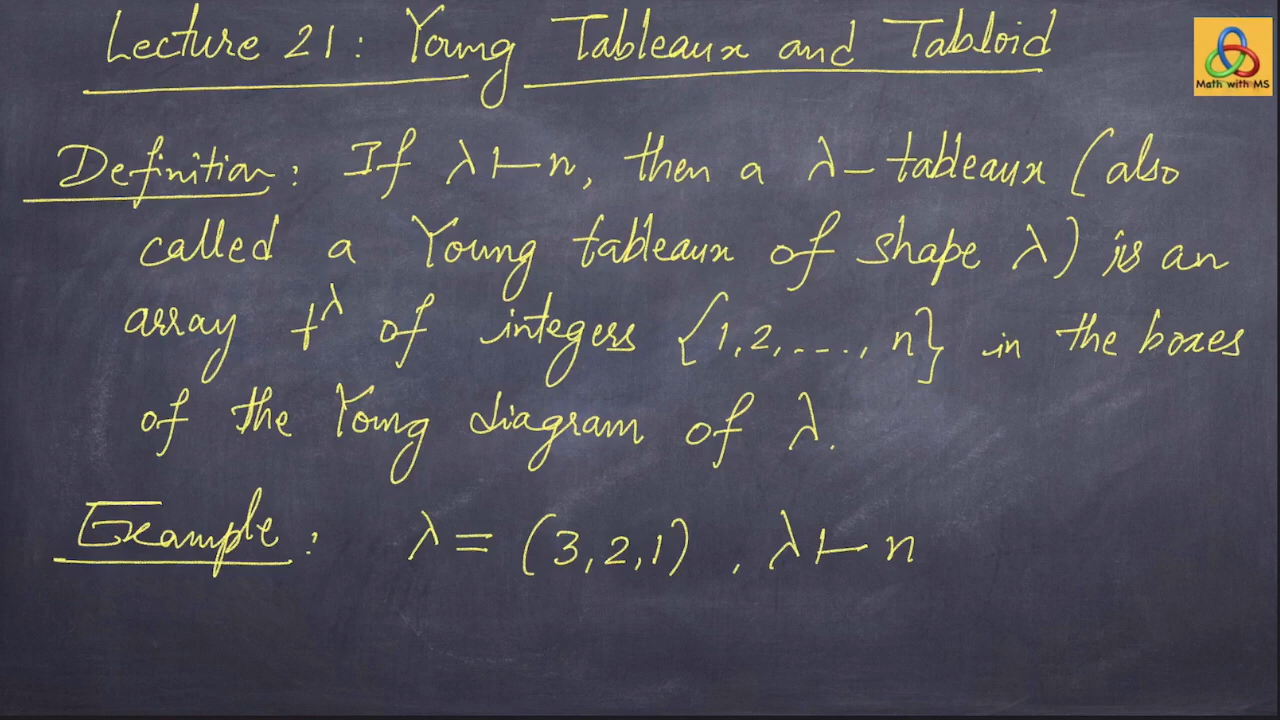 Lecture 21: Young Tableaux and Tabloid
Math with MS
Definition: If λ⊢n, then a λ-tableaux (also
called a Young tableaux of shape λ) is an
array t^λ of integers {1,2,...., n} in the boxes
of the Young diagram of λ.
Example: λ = (3,2,1) , λ⊢n